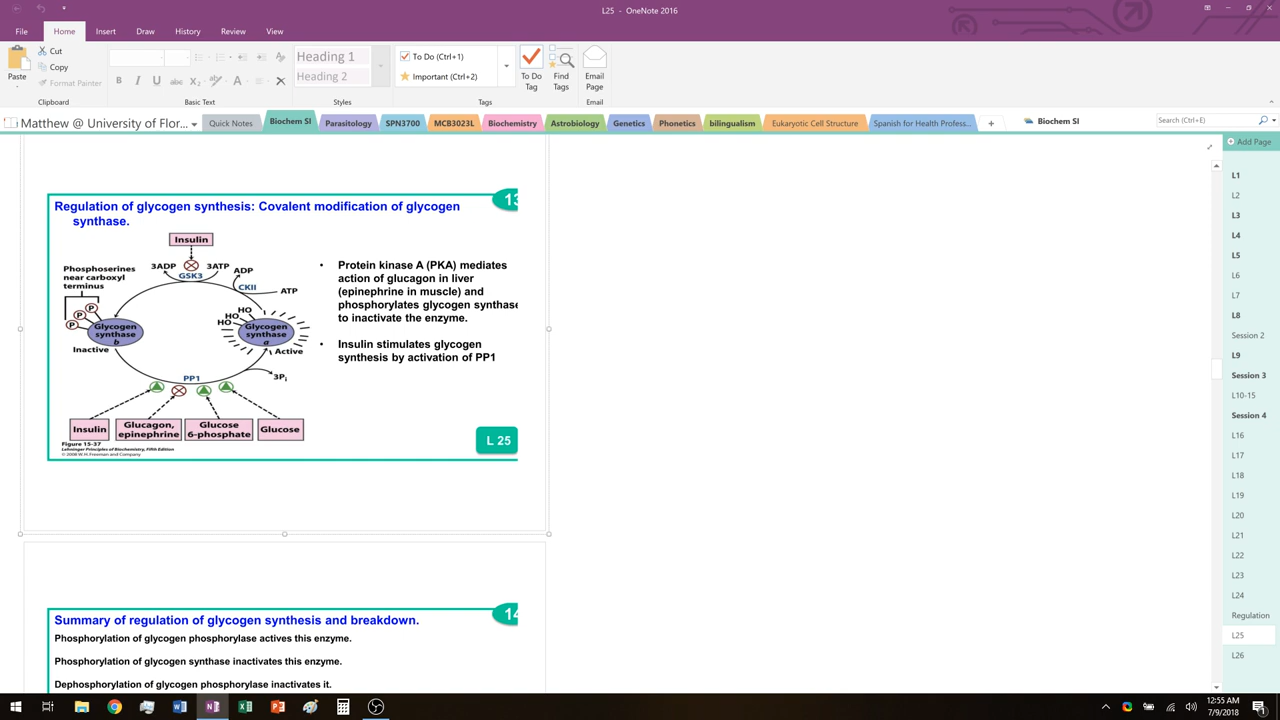 L25 - OneNote 2016
File Home Insert Draw History Review View
Cut
Copy
Format Painter
Paste
Clipboard
B I U abc X₂ A
Basic Text
Heading 1
Heading 2
Styles
To Do (Ctrl+1)
Important (Ctrl+2)
To Do
Tag
Find
Tags
Tags
Email
Page
Email
Matthew @ University of Flor... Quick Notes Biochem SI Parasitology SPN3700 MCB3023L Biochemistry Astrobiology Genetics Phonetics bilingualism Eukaryotic Cell Structure Spanish for Health Profess... + Biochem SI Search (Ctrl+E)
Add Page
L1
L2
L3
L4
L5
L6
L7
L8
Session 2
L9
Session 3
L10-15
Session 4
L16
L17
L18
L19
L20
L21
L22
L23
L24
Regulation
L25
L26
13
Regulation of glycogen synthesis: Covalent modification of glycogen
synthase.
Insulin
3ADP 3ATP
GSK3
ADP
CKII
ATP
Phosphoserines
near carboxyl
terminus
P P P
Glycogen
synthase
b
Inactive
HO
HO
HO
Glycogen
synthase
a
Active
PP1
3Pi
Insulin
Glucagon,
epinephrine
Glucose
6-phosphate
Glucose
Figure 15-37
Lehninger Principles of Biochemistry, Fifth Edition
© 2008 W. H. Freeman and Company
• Protein kinase A (PKA) mediates
action of glucagon in liver
(epinephrine in muscle) and
phosphorylates glycogen synthase
to inactivate the enzyme.
• Insulin stimulates glycogen
synthesis by activation of PP1
L 25
14
Summary of regulation of glycogen synthesis and breakdown.
Phosphorylation of glycogen phosphorylase actives this enzyme.
Phosphorylation of glycogen synthase inactivates this enzyme.
Dephosphorylation of glycogen phosphorylase inactivates it.
12:55 AM
7/9/2018